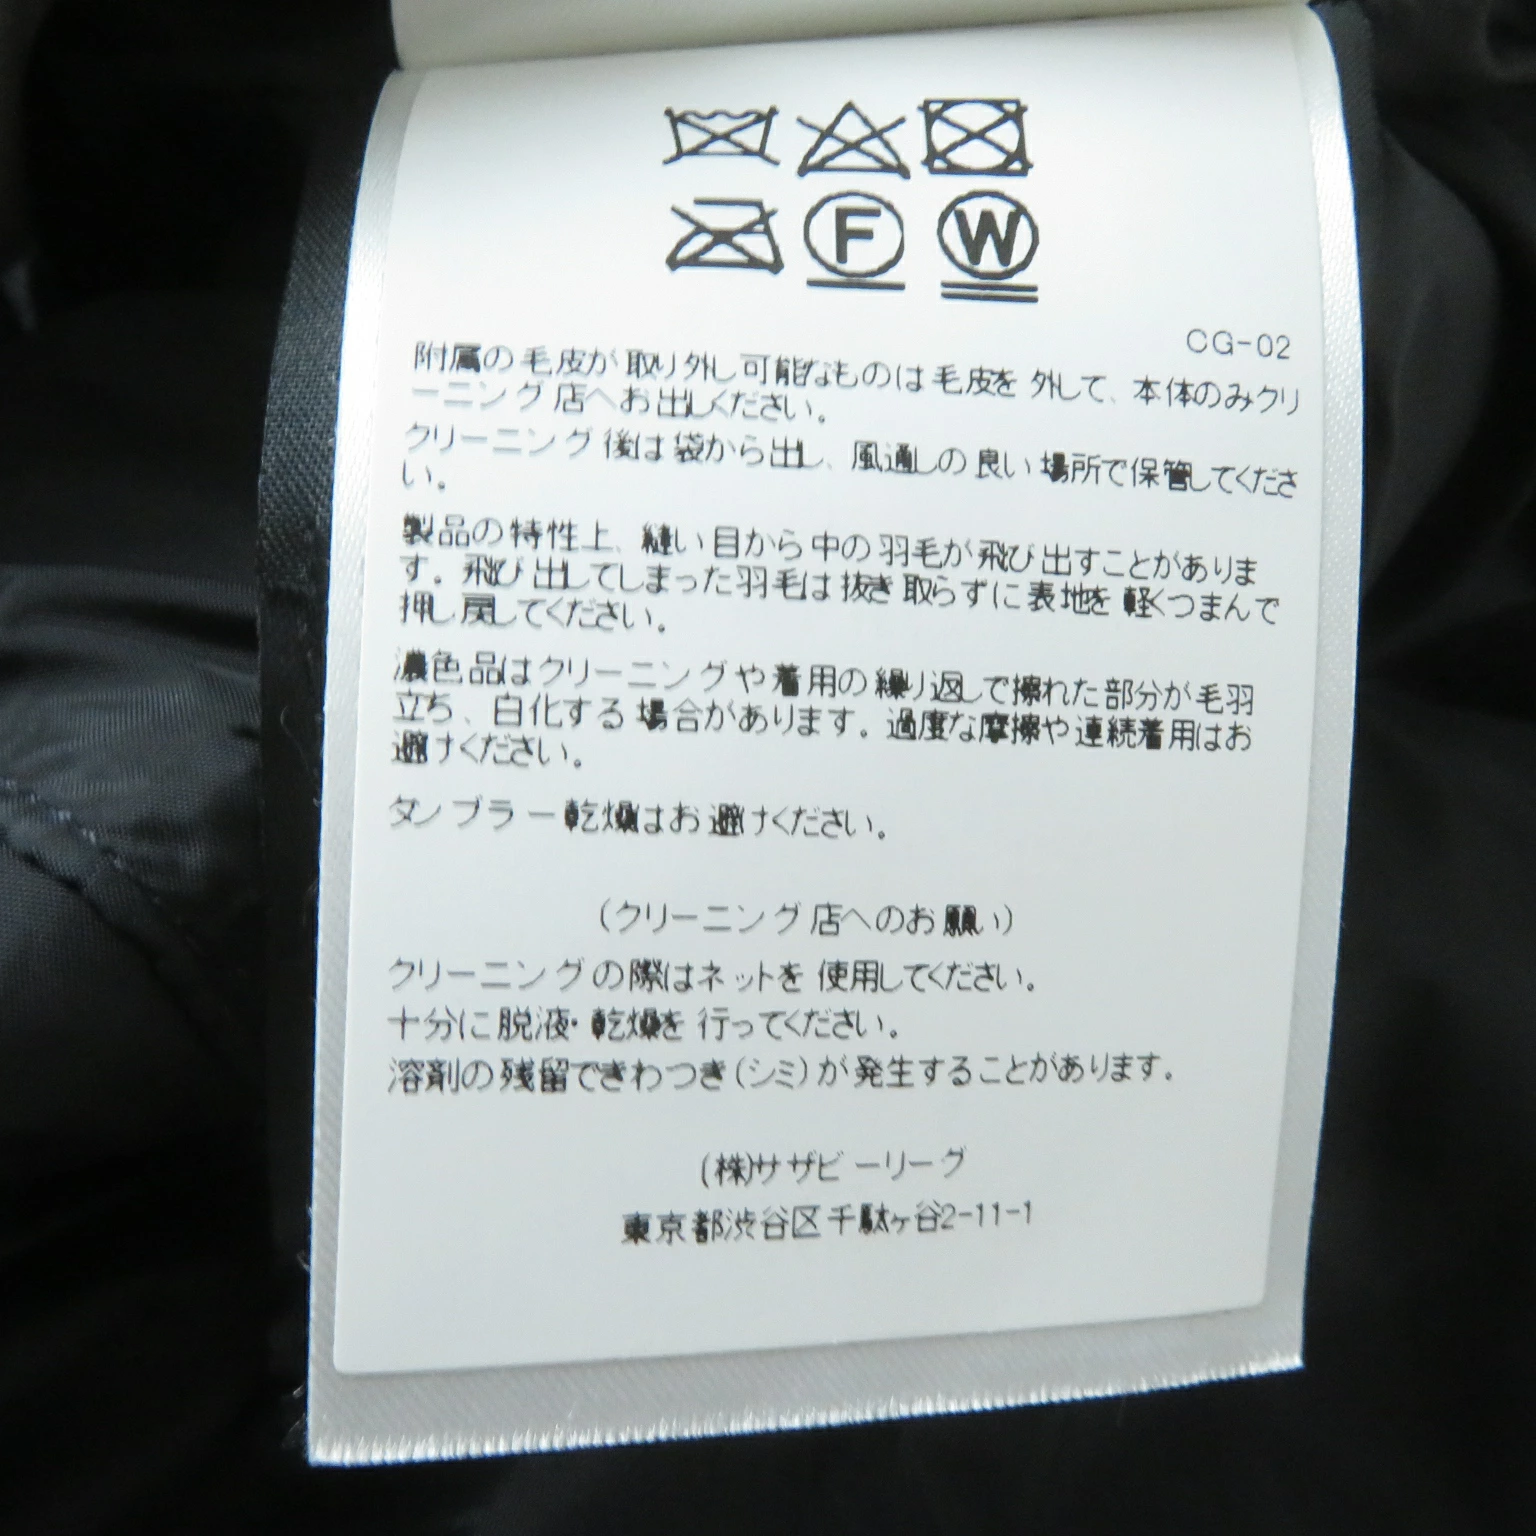 F W
CG-02
附属の毛皮が取り外し可能なものは毛皮を外して、本体のみクリ
ーニング店へお出しください。
クリーニング後は袋から出し、風通しの良い場所で保管してくださ
い。
製品の特性上、縫い目から中の羽毛が飛び出すことがありま
す。飛び出してしまった羽毛は抜き取らずに表地を軽くつまんで
押し戻してください。
濃色品はクリーニングや着用の繰り返しで擦れた部分が毛羽
立ち、白化する場合があります。過度な摩擦や連続着用はお
避けください。
タンブラー乾燥はお避けください。
(クリーニング店へのお願い)
クリーニングの際はネットを使用してください。
十分に脱液・乾燥を行ってください。
溶剤の残留できわつき(シミ)が発生することがあります。
(株)サザビーリーグ
東京都渋谷区千駄ヶ谷2-11-1